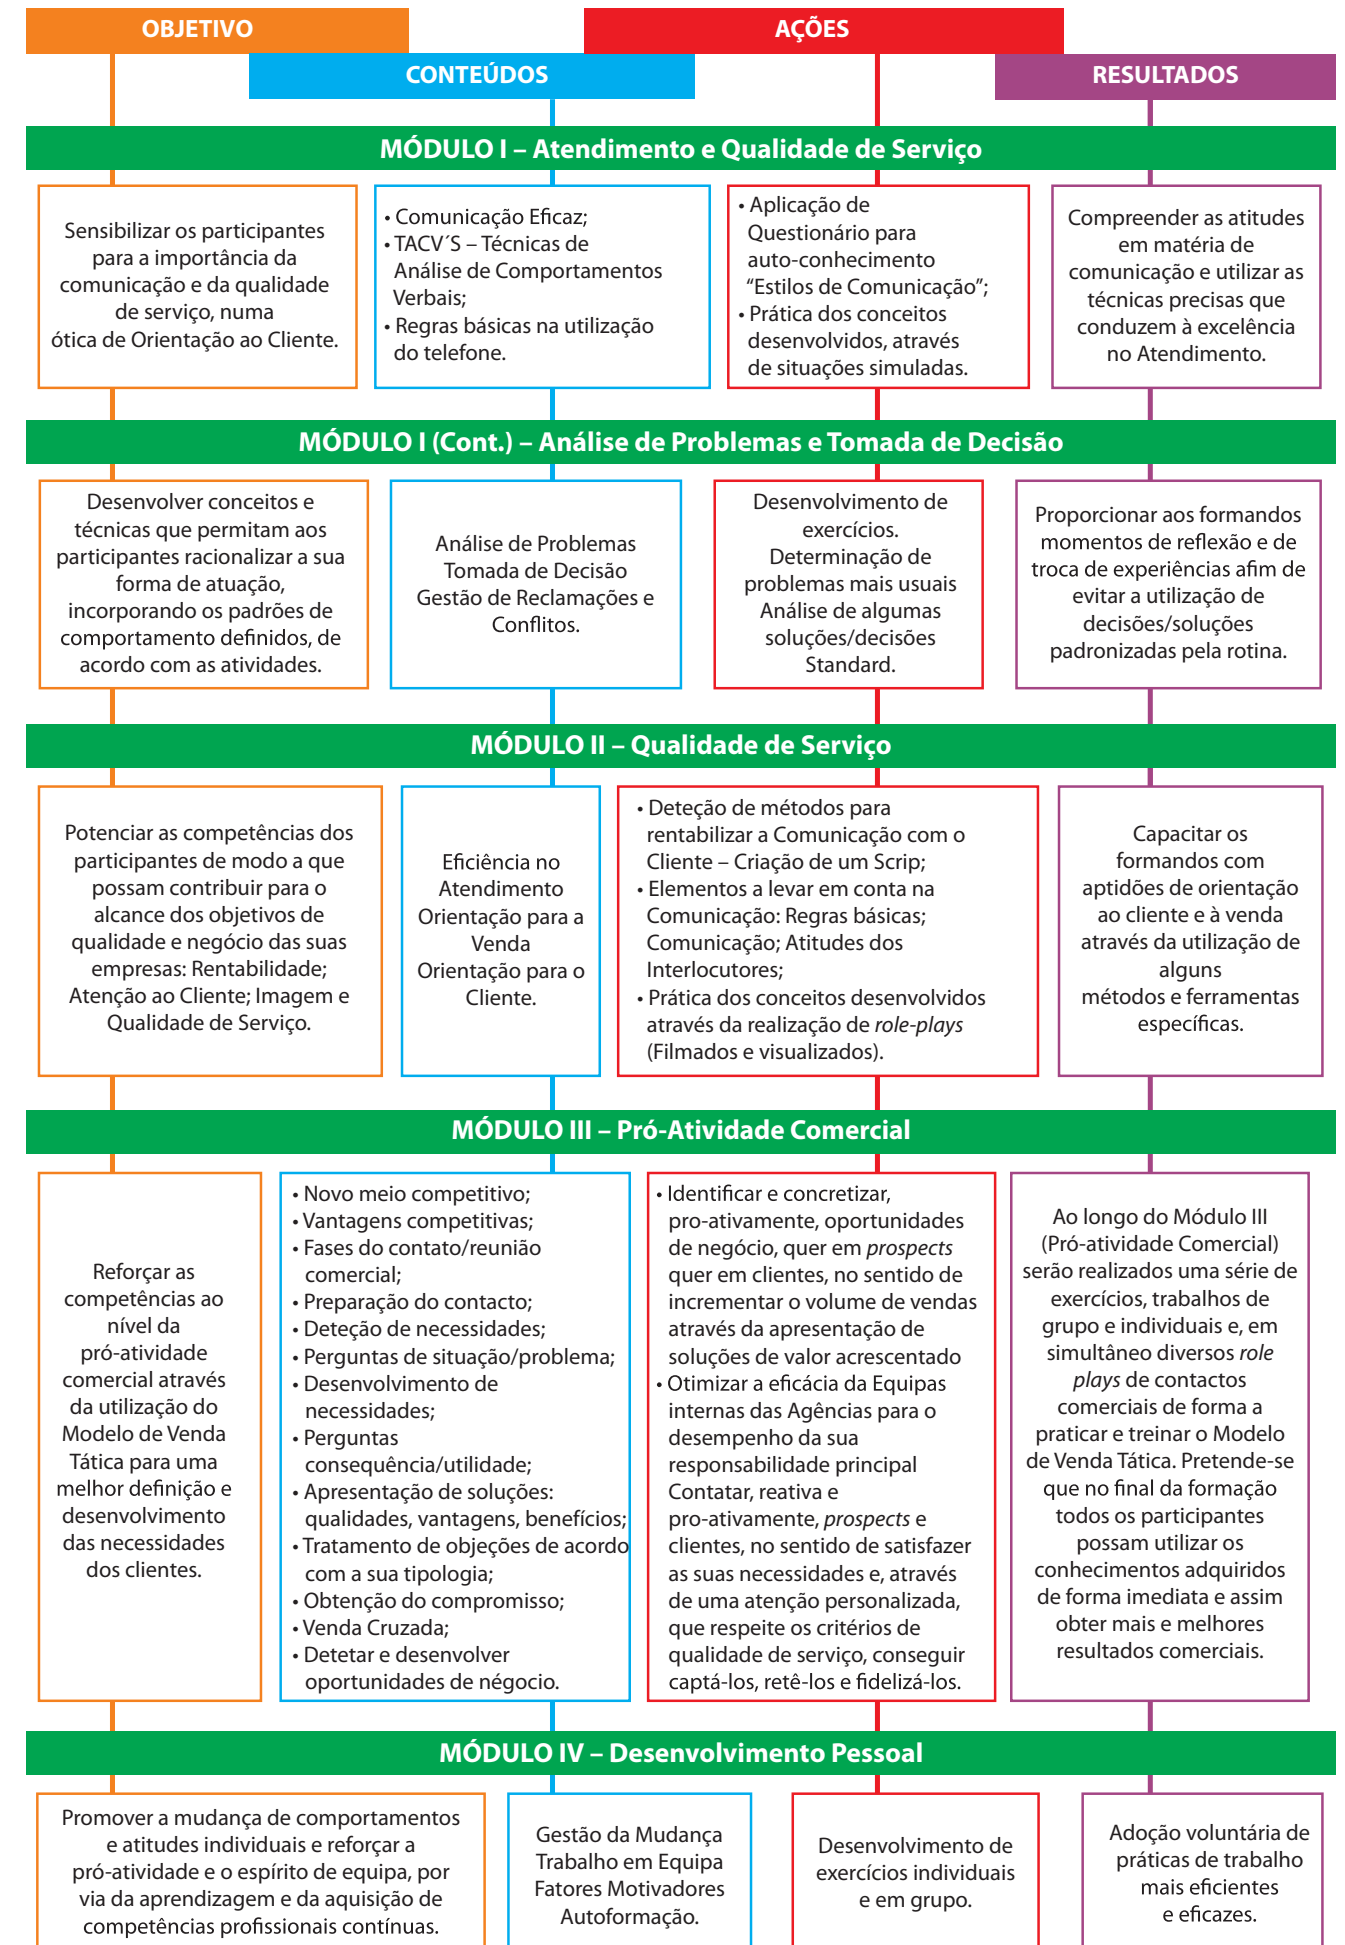 OBJETIVO
AÇÕES
CONTEÚDOS
RESULTADOS
MÓDULO I – Atendimento e Qualidade de Serviço
Sensibilizar os participantes
para a importância da
comunicação e da qualidade
de serviço, numa
ótica de Orientação ao Cliente.
• Comunicação Eficaz;
• TACV´S – Técnicas de
Análise de Comportamentos
Verbais;
• Regras básicas na utilização
do telefone.
• Aplicação de
Questionário para
auto-conhecimento
“Estilos de Comunicação”;
• Prática dos conceitos
desenvolvidos, através
de situações simuladas.
Compreender as atitudes
em matéria de
comunicação e utilizar as
técnicas precisas que
conduzem à excelência
no Atendimento.
MÓDULO I (Cont.) – Análise de Problemas e Tomada de Decisão
Desenvolver conceitos e
técnicas que permitam aos
participantes racionalizar a sua
forma de atuação,
incorporando os padrões de
comportamento definidos, de
acordo com as atividades.
Análise de Problemas
Tomada de Decisão
Gestão de Reclamações e
Conflitos.
Desenvolvimento de
exercícios.
Determinação de
problemas mais usuais
Análise de algumas
soluções/decisões
Standard.
Proporcionar aos formandos
momentos de reflexão e de
troca de experiências afim de
evitar a utilização de
decisões/soluções
padronizadas pela rotina.
MÓDULO II – Qualidade de Serviço
Potenciar as competências dos
participantes de modo a que
possam contribuir para o
alcance dos objetivos de
qualidade e negócio das suas
empresas: Rentabilidade;
Atenção ao Cliente; Imagem e
Qualidade de Serviço.
Eficiência no
Atendimento
Orientação para a
Venda
Orientação para o
Cliente.
• Deteção de métodos para
rentabilizar a Comunicação com o
Cliente – Criação de um Scrip;
• Elementos a levar em conta na
Comunicação: Regras básicas;
Comunicação; Atitudes dos
Interlocutores;
• Prática dos conceitos desenvolvidos
através da realização de role-plays
(Filmados e visualizados).
Capacitar os
formandos com
aptidões de orientação
ao cliente e à venda
através da utilização de
alguns
métodos e ferramentas
específicas.
MÓDULO III – Pró-Atividade Comercial
Reforçar as
competências ao
nível da
pró-atividade
comercial através
da utilização do
Modelo de Venda
Tática para uma
melhor definição e
desenvolvimento
das necessidades
dos clientes.
• Novo meio competitivo;
• Vantagens competitivas;
• Fases do contato/reunião
comercial;
• Preparação do contacto;
• Deteção de necessidades;
• Perguntas de situação/problema;
• Desenvolvimento de
necessidades;
• Perguntas
consequência/utilidade;
• Apresentação de soluções:
qualidades, vantagens, benefícios;
• Tratamento de objeções de acordo
com a sua tipologia;
• Obtenção do compromisso;
• Venda Cruzada;
• Detetar e desenvolver
oportunidades de négocio.
• Identificar e concretizar,
pro-ativamente, oportunidades
de negócio, quer em prospects
quer em clientes, no sentido de
incrementar o volume de vendas
através da apresentação de
soluções de valor acrescentado
• Otimizar a eficácia da Equipas
internas das Agências para o
desempenho da sua
responsabilidade principal
Contatar, reativa e
pro-ativamente, prospects e
clientes, no sentido de satisfazer
as suas necessidades e, através
de uma atenção personalizada,
que respeite os critérios de
qualidade de serviço, conseguir
captá-los, retê-los e fidelizá-los.
Ao longo do Módulo III
(Pró-atividade Comercial)
serão realizados uma série de
exercícios, trabalhos de
grupo e individuais e, em
simultâneo diversos role
plays de contactos
comerciais de forma a
praticar e treinar o Modelo
de Venda Tática. Pretende-se
que no final da formação
todos os participantes
possam utilizar os
conhecimentos adquiridos
de forma imediata e assim
obter mais e melhores
resultados comerciais.
MÓDULO IV – Desenvolvimento Pessoal
Promover a mudança de comportamentos
e atitudes individuais e reforçar a
pró-atividade e o espírito de equipa, por
via da aprendizagem e da aquisição de
competências profissionais contínuas.
Gestão da Mudança
Trabalho em Equipa
Fatores Motivadores
Autoformação.
Desenvolvimento de
exercícios individuais
e em grupo.
Adoção voluntária de
práticas de trabalho
mais eficientes
e eficazes.